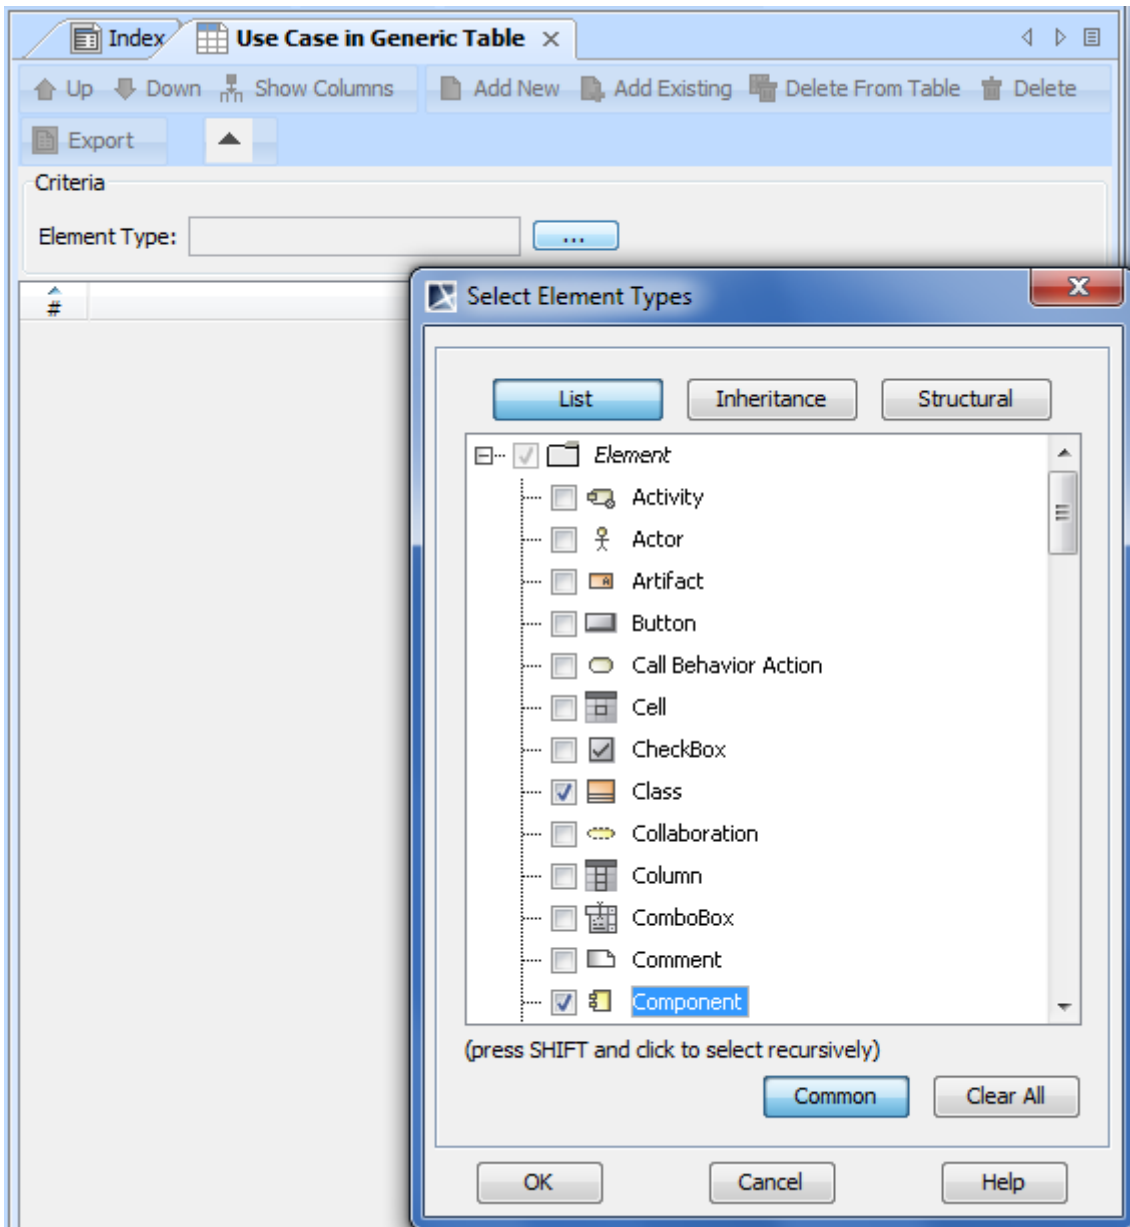 Index Use Case in Generic Table
Up Down Show Columns Add New Add Existing Delete From Table Delete
Export
Criteria
Element Type: ...
#
Select Element Types
List Inheritance Structural
Element
Activity
Actor
Artifact
Button
Call Behavior Action
Cell
CheckBox
Class
Collaboration
Column
ComboBox
Comment
Component
(press SHIFT and click to select recursively)
Common Clear All
OK Cancel Help